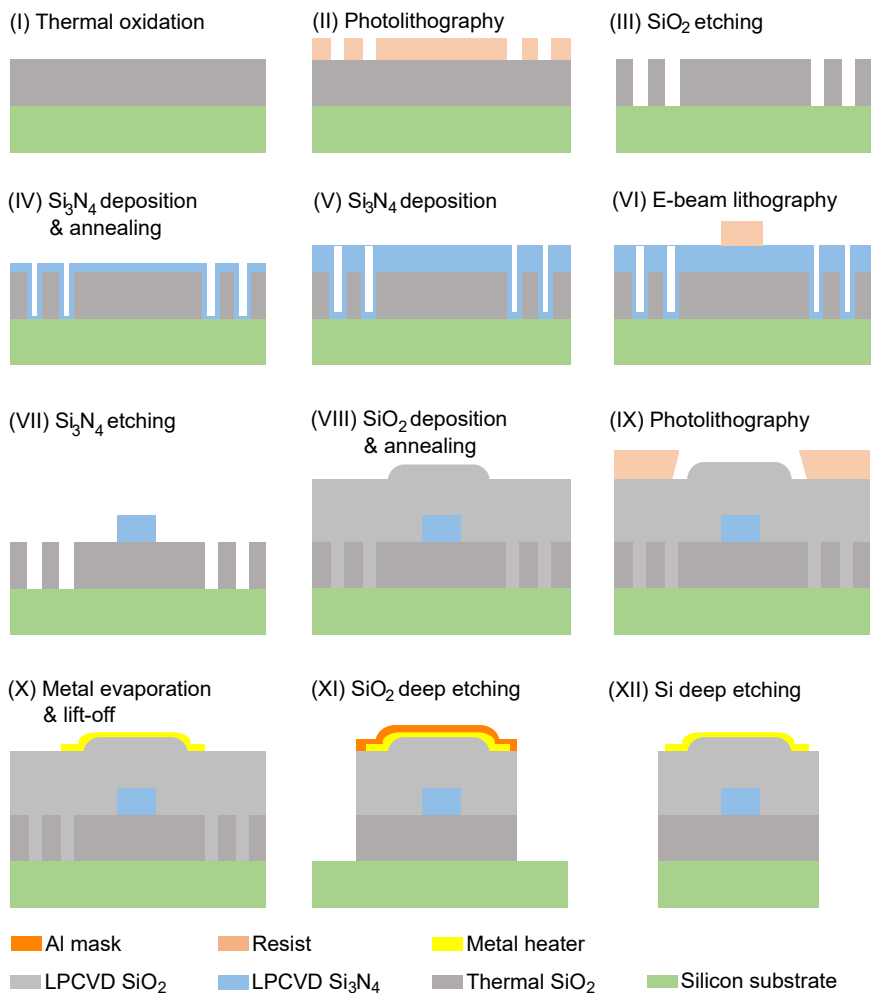 (I) Thermal oxidation
(II) Photolithography
(III) SiO₂ etching
(IV) Si₃N₄ deposition
& annealing
(V) Si₃N₄ deposition
(VI) E-beam lithography
(VII) Si₃N₄ etching
(VIII) SiO₂ deposition
& annealing
(IX) Photolithography
(X) Metal evaporation
& lift-off
(XI) SiO₂ deep etching
(XII) Si deep etching
Al mask
Resist
Metal heater
LPCVD SiO₂
LPCVD Si₃N₄
Thermal SiO₂
Silicon substrate